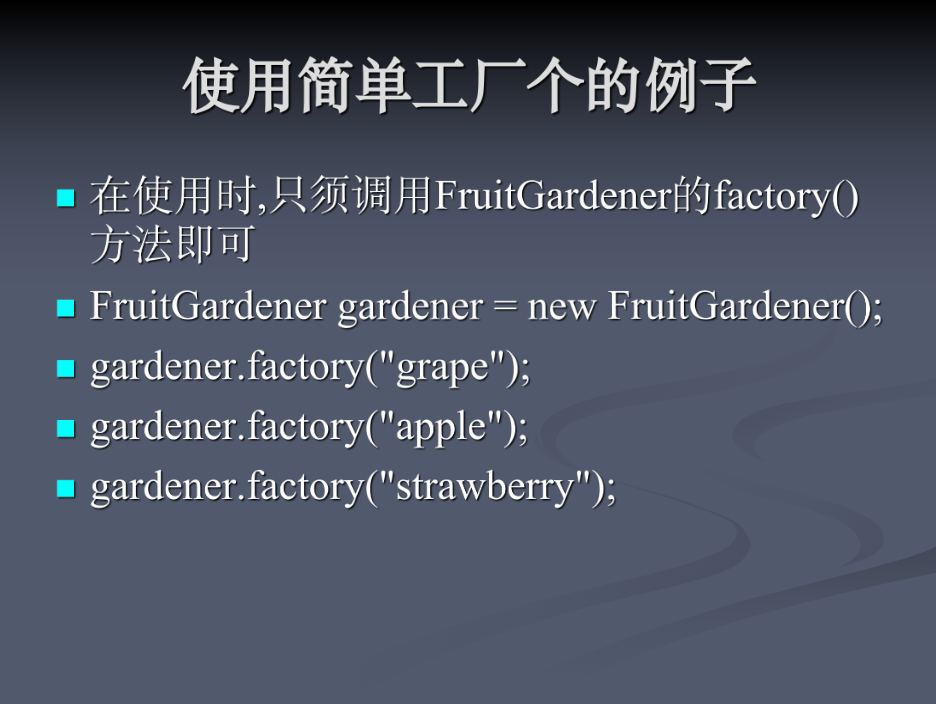 使用简单工厂个的例子
在使用时,只须调用FruitGardener的factory()
方法即可
FruitGardener gardener = new FruitGardener();
gardener.factory("grape");
gardener.factory("apple");
gardener.factory("strawberry");